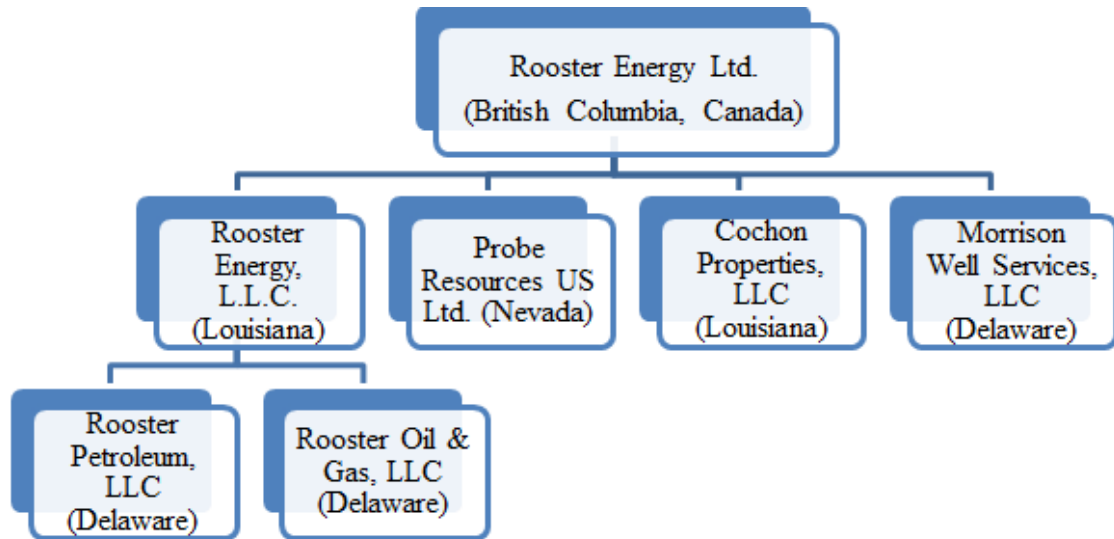 Rooster Energy Ltd.
(British Columbia, Canada)
Rooster
Energy,
L.L.C.
(Louisiana)
Probe
Resources US
Ltd. (Nevada)
Cochon
Properties,
LLC
(Louisiana)
Morrison
Well Services,
LLC
(Delaware)
Rooster
Petroleum,
LLC
(Delaware)
Rooster Oil &
Gas, LLC
(Delaware)